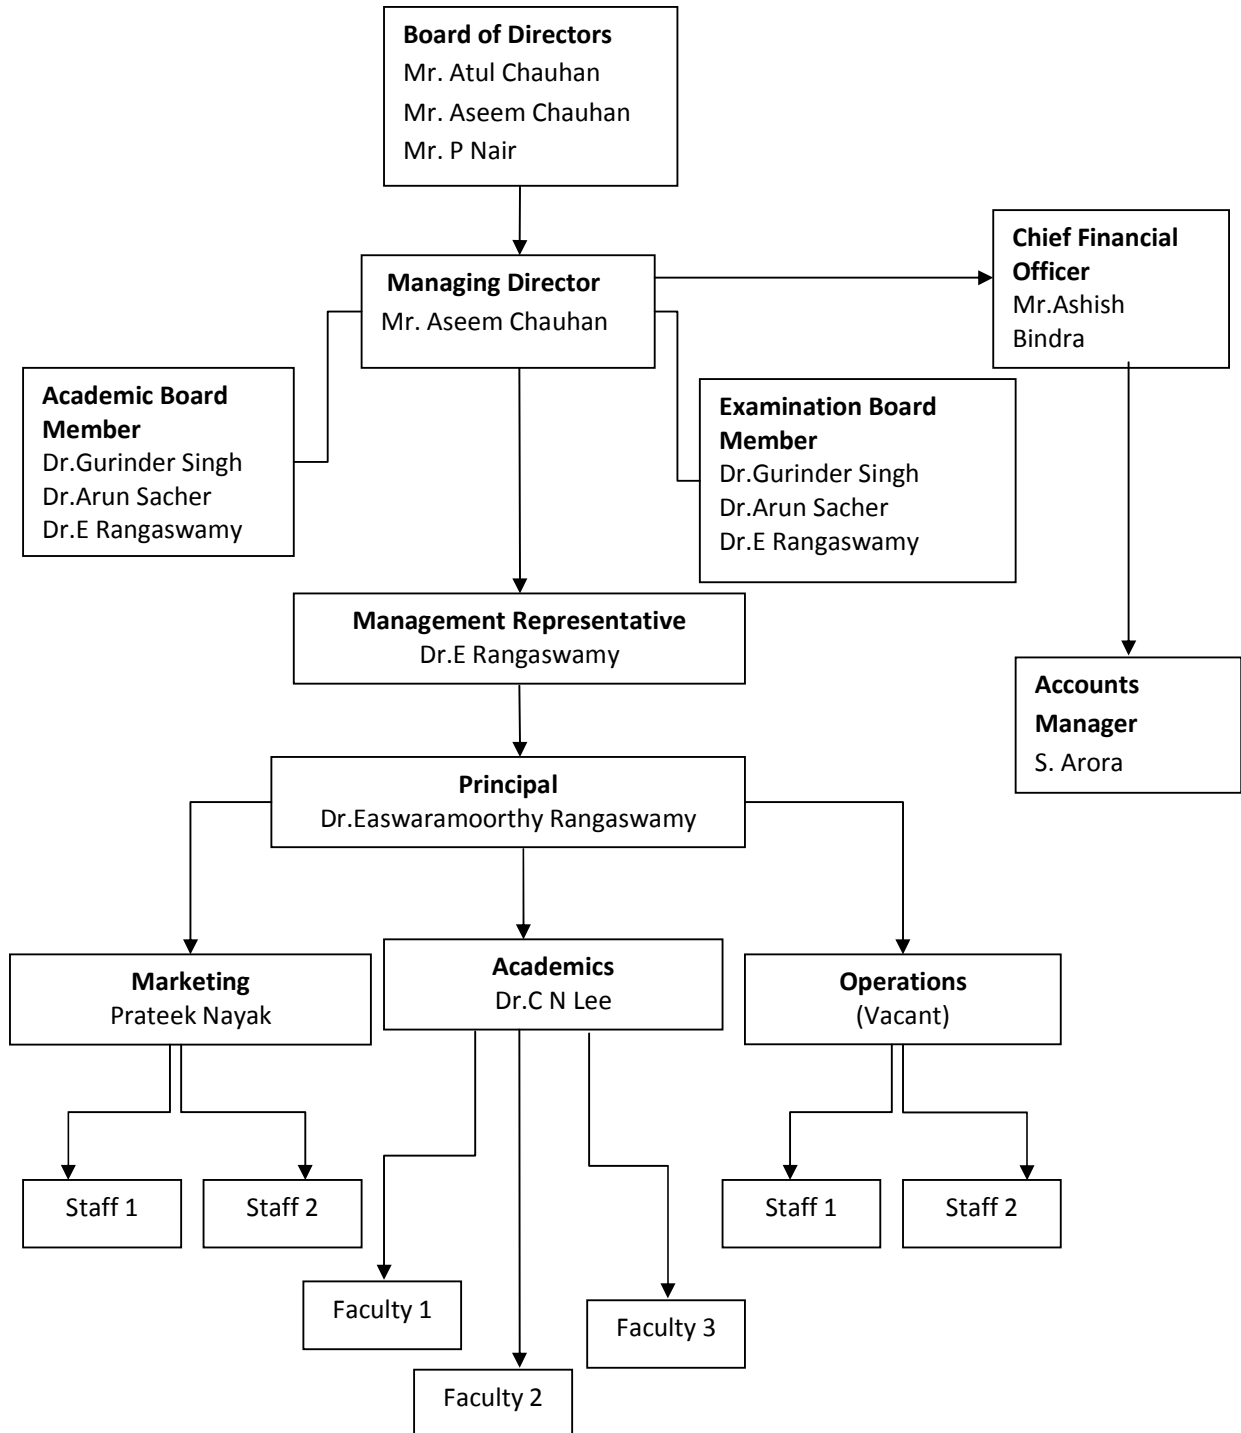 Board of Directors
Mr. Atul Chauhan
Mr. Aseem Chauhan
Mr. P Nair
Chief Financial
Officer
Mr.Ashish
Bindra
Managing Director
Mr. Aseem Chauhan
Academic Board
Member
Dr.Gurinder Singh
Dr.Arun Sacher
Dr.E Rangaswamy
Examination Board
Member
Dr.Gurinder Singh
Dr.Arun Sacher
Dr.E Rangaswamy
Management Representative
Dr.E Rangaswamy
Accounts
Manager
S. Arora
Principal
Dr.Easwaramoorthy Rangaswamy
Marketing
Prateek Nayak
Academics
Dr.C N Lee
Operations
(Vacant)
Staff 1
Staff 2
Staff 1
Staff 2
Faculty 1
Faculty 3
Faculty 2